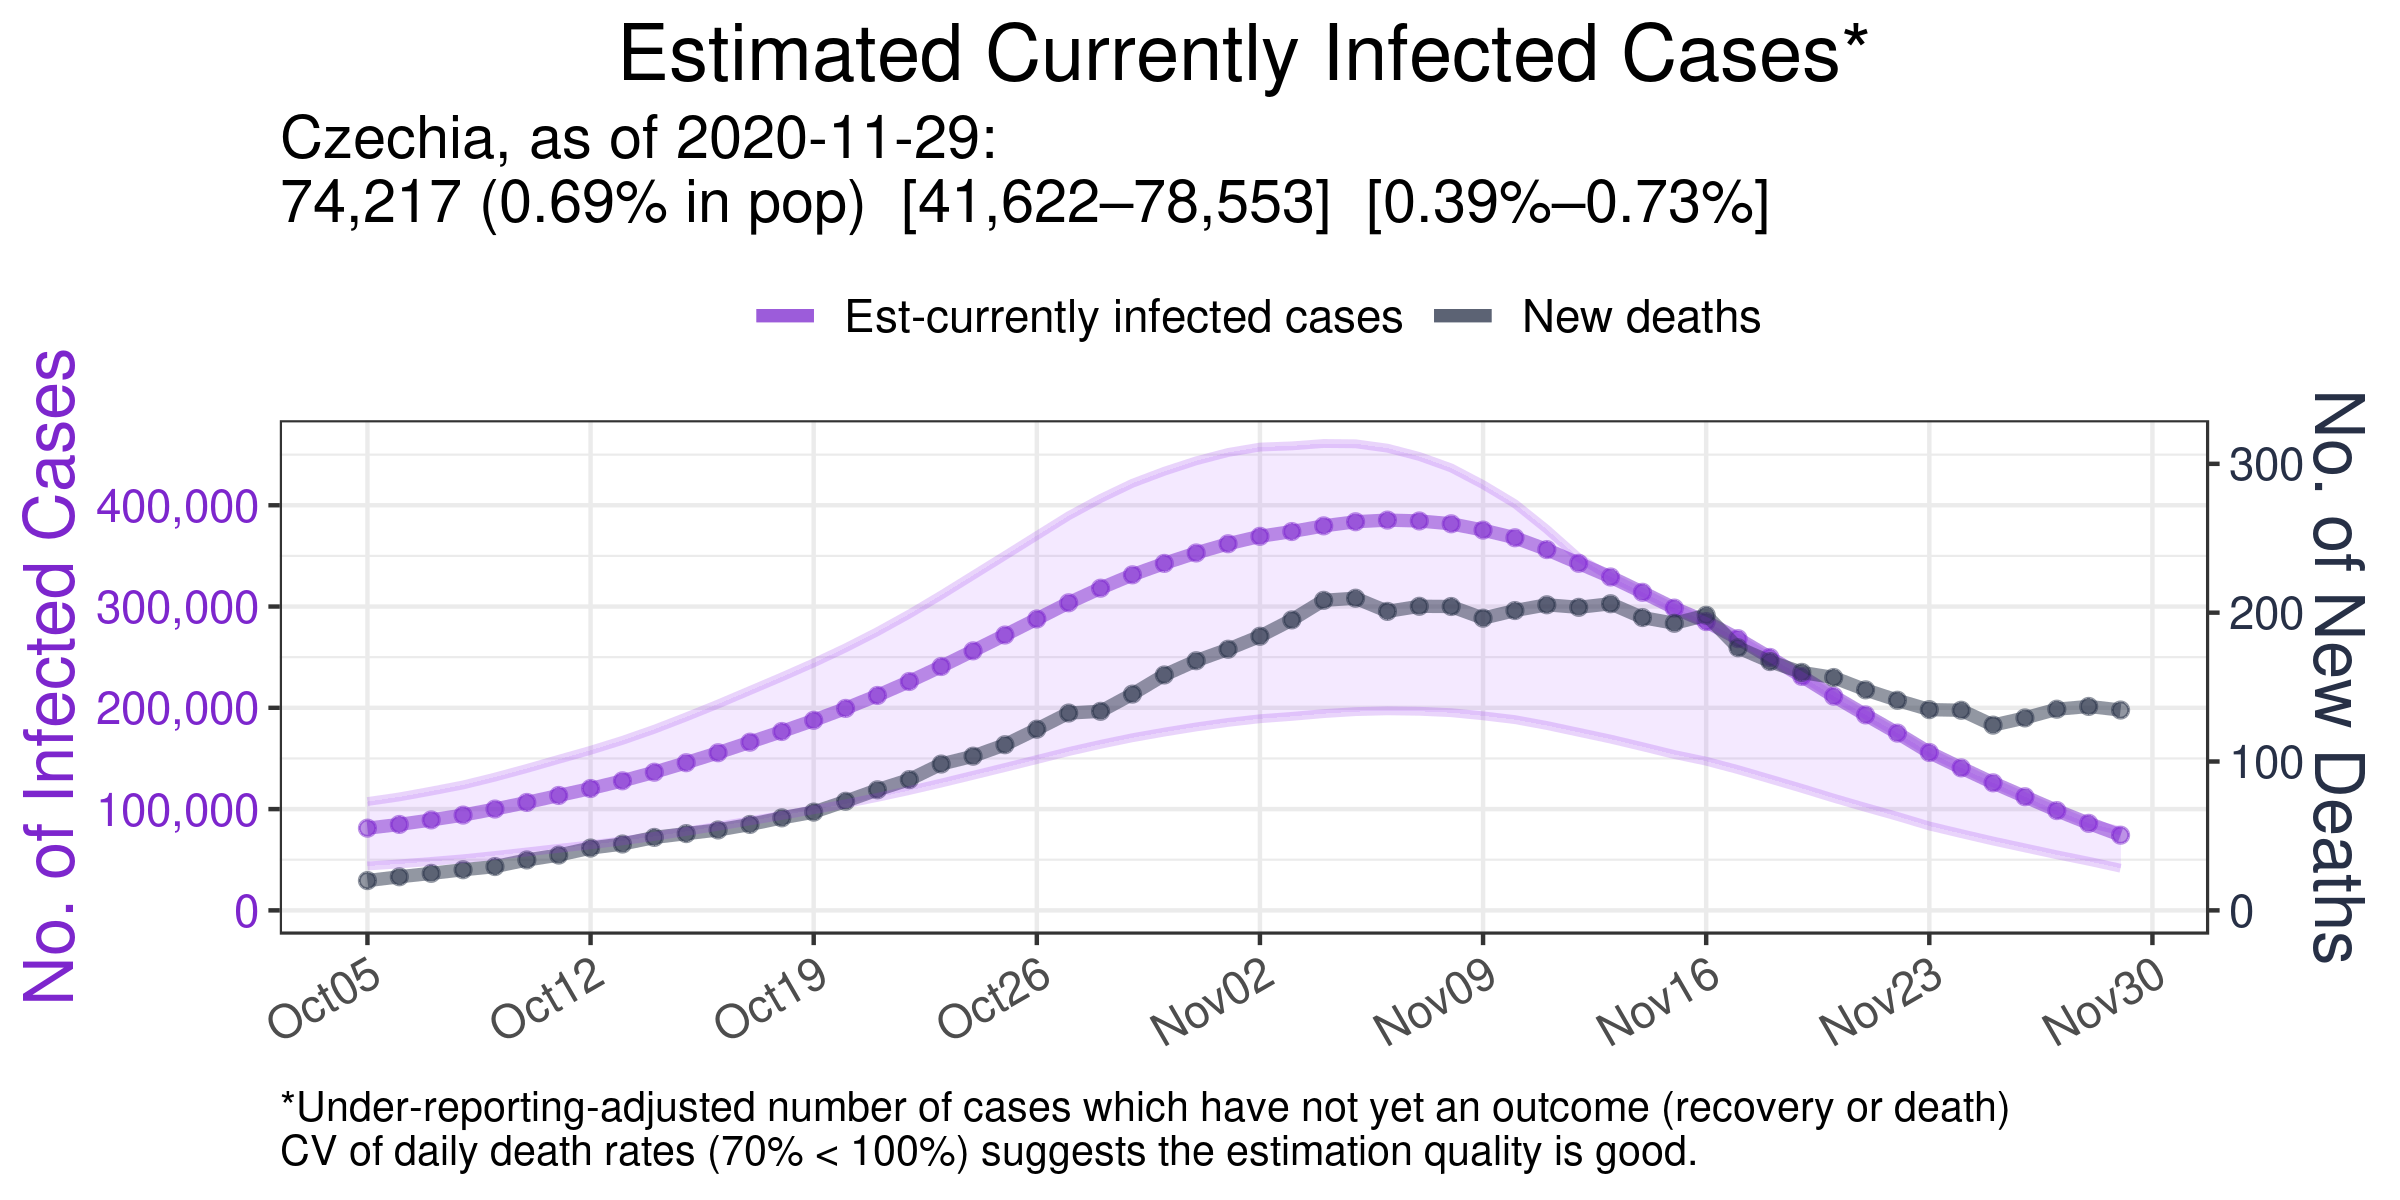 Estimated Currently Infected Cases*
Czechia, as of 2020-11-29:
74,217 (0.69% in pop)  [41,622–78,553]  [0.39%–0.73%]
Est-currently infected cases
New deaths
No. of Infected Cases
400,000
300,000
200,000
100,000
0
No. of New Deaths
300
200
100
0
Oct05
Oct12
Oct19
Oct26
Nov02
Nov09
Nov16
Nov23
Nov30
*Under-reporting-adjusted number of cases which have not yet an outcome (recovery or death)
CV of daily death rates (70% < 100%) suggests the estimation quality is good.